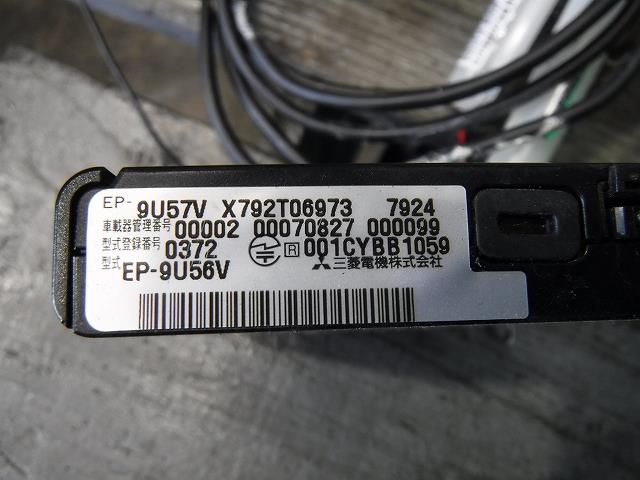 EP-9U57V X792T06973 7924
車載器管理番号 00002 00070827 000099
型式登録番号 0372 R 001CYBB1059
型式 EP-9U56V 三菱電機株式会社